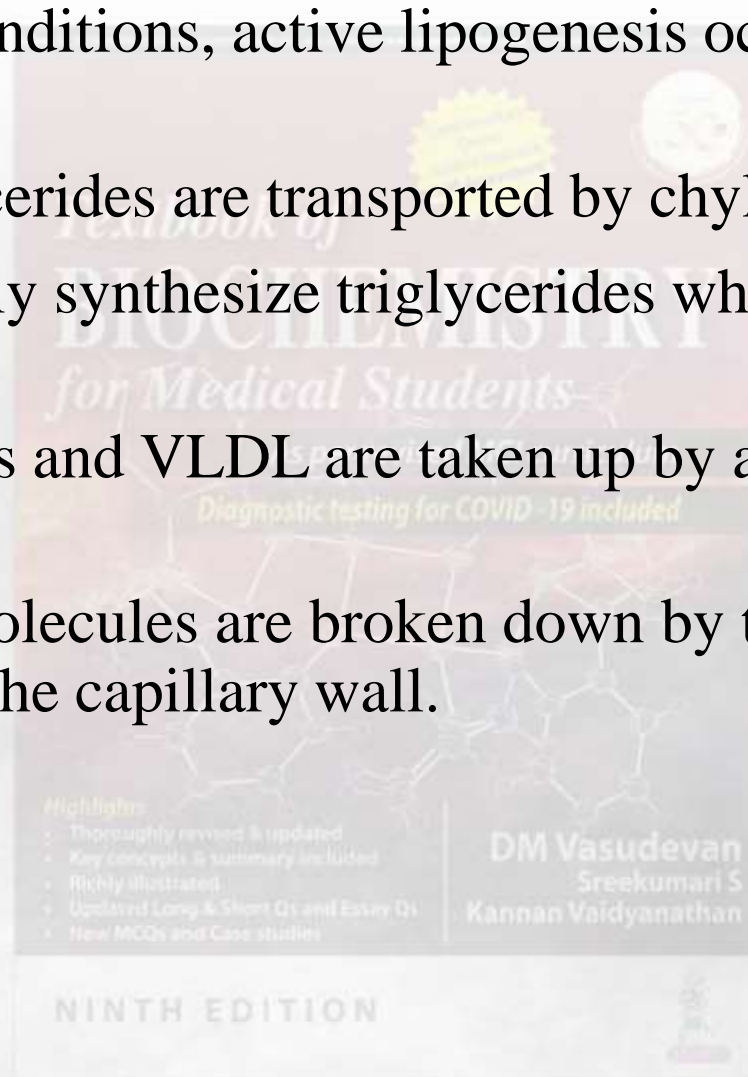 nditions, active lipogenesis oc
cerides are transported by chyl
Textbook of
ly synthesize triglycerides wh
BIOCHEMISTRY
for Medical Students
s and VLDL are taken up by a
Diagnostic testing for COVID-19 included
olecules are broken down by t
he capillary wall.
Highlights
• Thoroughly revised & updated
• Key concepts & summary included
• Richly illustrated
• Updated Long & Short Qs and Essay Qs
• New MCQs and Case studies
DM Vasudevan
Sreekumari S
Kannan Vaidyanathan
NINTH EDITION